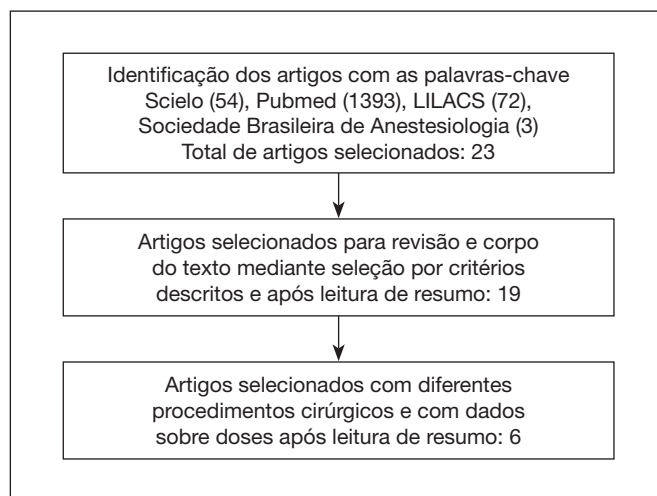 Identificação dos artigos com as palavras-chave
Scielo (54), Pubmed (1393), LILACS (72),
Sociedade Brasileira de Anestesiologia (3)
Total de artigos selecionados: 23
Artigos selecionados para revisão e corpo
do texto mediante seleção por critérios
descritos e após leitura de resumo: 19
Artigos selecionados com diferentes
procedimentos cirúrgicos e com dados
sobre doses após leitura de resumo: 6